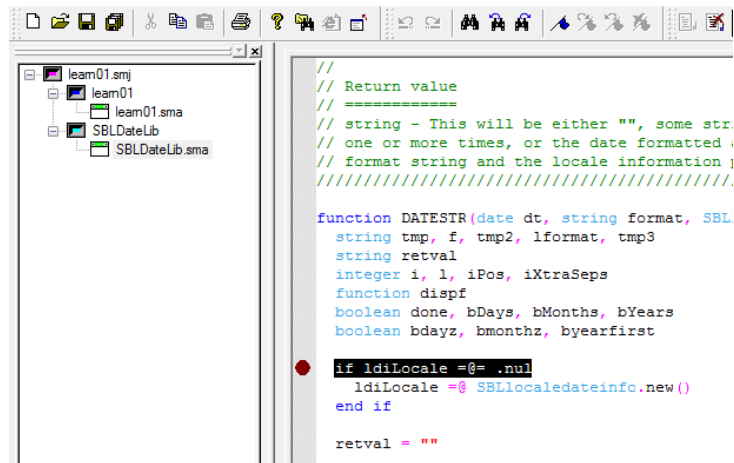 learn01.smj
learn01
learn01.sma
SBLDateLib
SBLDateLib.sma
//
// Return value
// ============
// string - This will be either "", some stri
// one or more times, or the date formatted a
// format string and the locale information p
////////////////////////////////////////////
function DATESTR(date dt, string format, SBL
string tmp, f, tmp2, lformat, tmp3
string retval
integer i, l, iPos, iXtraSeps
function dispf
boolean done, bDays, bMonths, bYears
boolean bdayz, bmonthz, byearfirst
if ldiLocale =@= .nul
ldiLocale =@ SBLlocaledateinfo.new()
end if
retval = ""